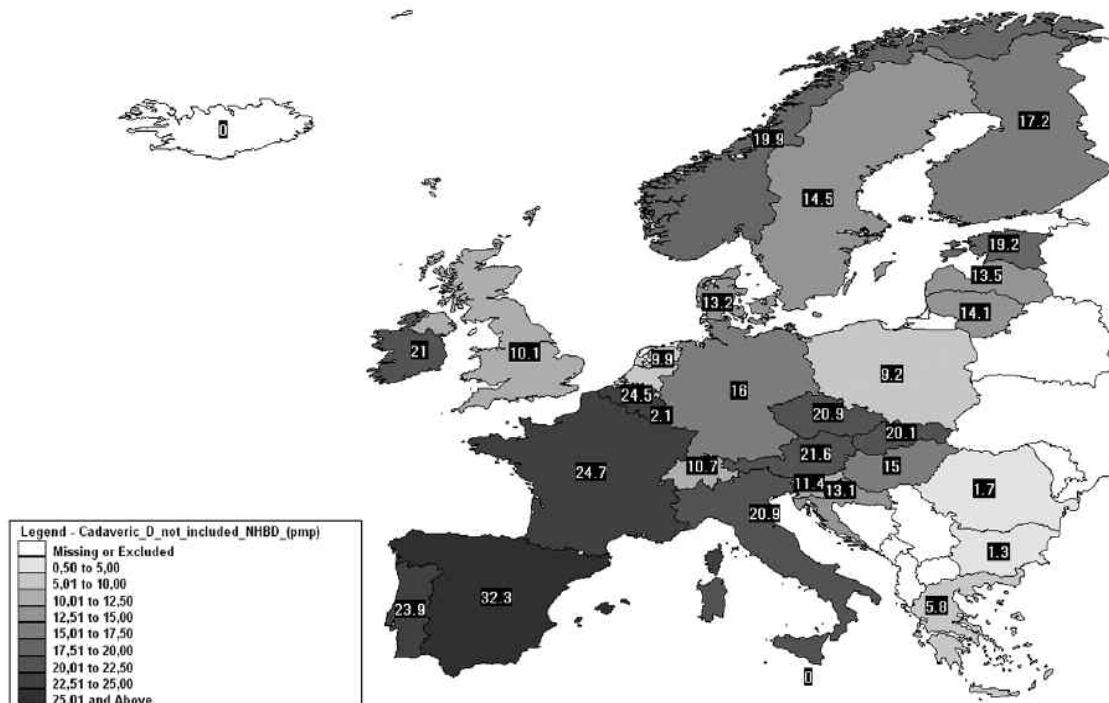 0
19.9
17.2
14.5
19.2
13.5
14.1
13.2
21
10.1
9.9
9.2
24.5
16
2.1
20.9
20.1
21.6
24.7
10.7
15
11.4
13.1
1.7
20.9
1.3
32.3
23.9
5.8
0
Legend - Cadaveric_D_not_included_NHBD_(pmp)
Missing or Excluded
0,50 to 5,00
5,01 to 10,00
10,01 to 12,50
12,51 to 15,00
15,01 to 17,50
17,51 to 20,00
20,01 to 22,50
22,51 to 25,00
25,01 and Above